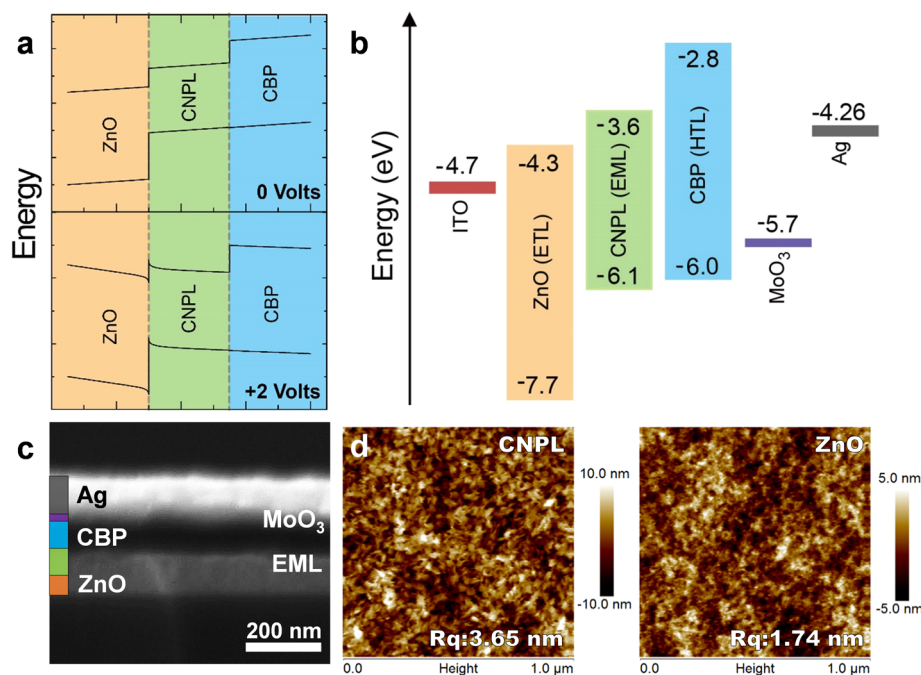 a
Energy
ZnO
CNPL
CBP
0 Volts
ZnO
CNPL
CBP
+2 Volts
b
Energy (eV)
-4.7
ITO
-4.3
ZnO (ETL)
-7.7
-3.6
CNPL (EML)
-6.1
-2.8
CBP (HTL)
-6.0
-5.7
MoO₃
-4.26
Ag
c
Ag
MoO₃
CBP
EML
ZnO
200 nm
d
CNPL
10.0 nm
-10.0 nm
Rq:3.65 nm
0.0 Height 1.0 µm
ZnO
5.0 nm
-5.0 nm
Rq:1.74 nm
0.0 Height 1.0 µm